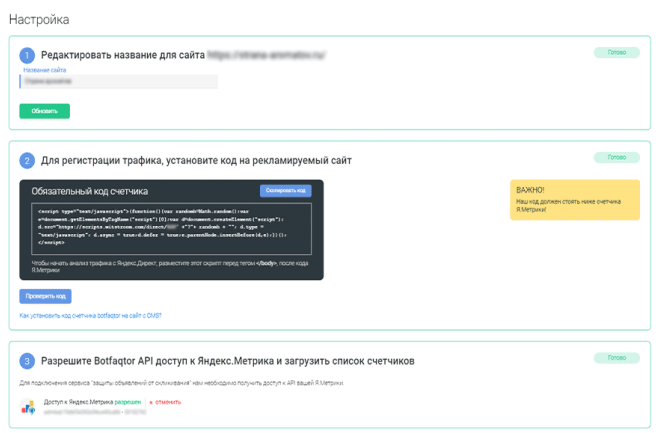 Настройка
1 Редактировать название для сайта
Готово
Название сайта
Обновить
2 Для регистрации трафика, установите код на рекламируемый сайт
Готово
Обязательный код счетчика
Скопировать код
<script type="text/javascript">(function(){var randomh=Math.random();var
e=document.getElementsByTagName("script")[0];var d=document.createElement("script");
d.src="https://scripts.witstroom.com/direct/ +"?"+ randomh + ""; d.type =
"text/javascript"; d.async = true;d.defer = true;e.parentNode.insertBefore(d,e);})();
</script>
Чтобы начать анализ трафика с Яндекс.Директ, разместите этот скрипт перед тегом </body>, после кода
Я.Метрики
ВАЖНО!
Наш код должен стоять ниже счетчика
Я.Метрики!
Проверить код
Как установить код счетчика botfaqtor на сайт с CMS?
3 Разрешите Botfaqtor API доступ к Яндекс.Метрика и загрузить список счетчиков
Готово
Для подключения сервиса "защиты объявлений от скликивания" нам необходимо получить доступ к API вашей Я.Метрики.
Доступ к Яндекс.Метрика разрешен | × отменить